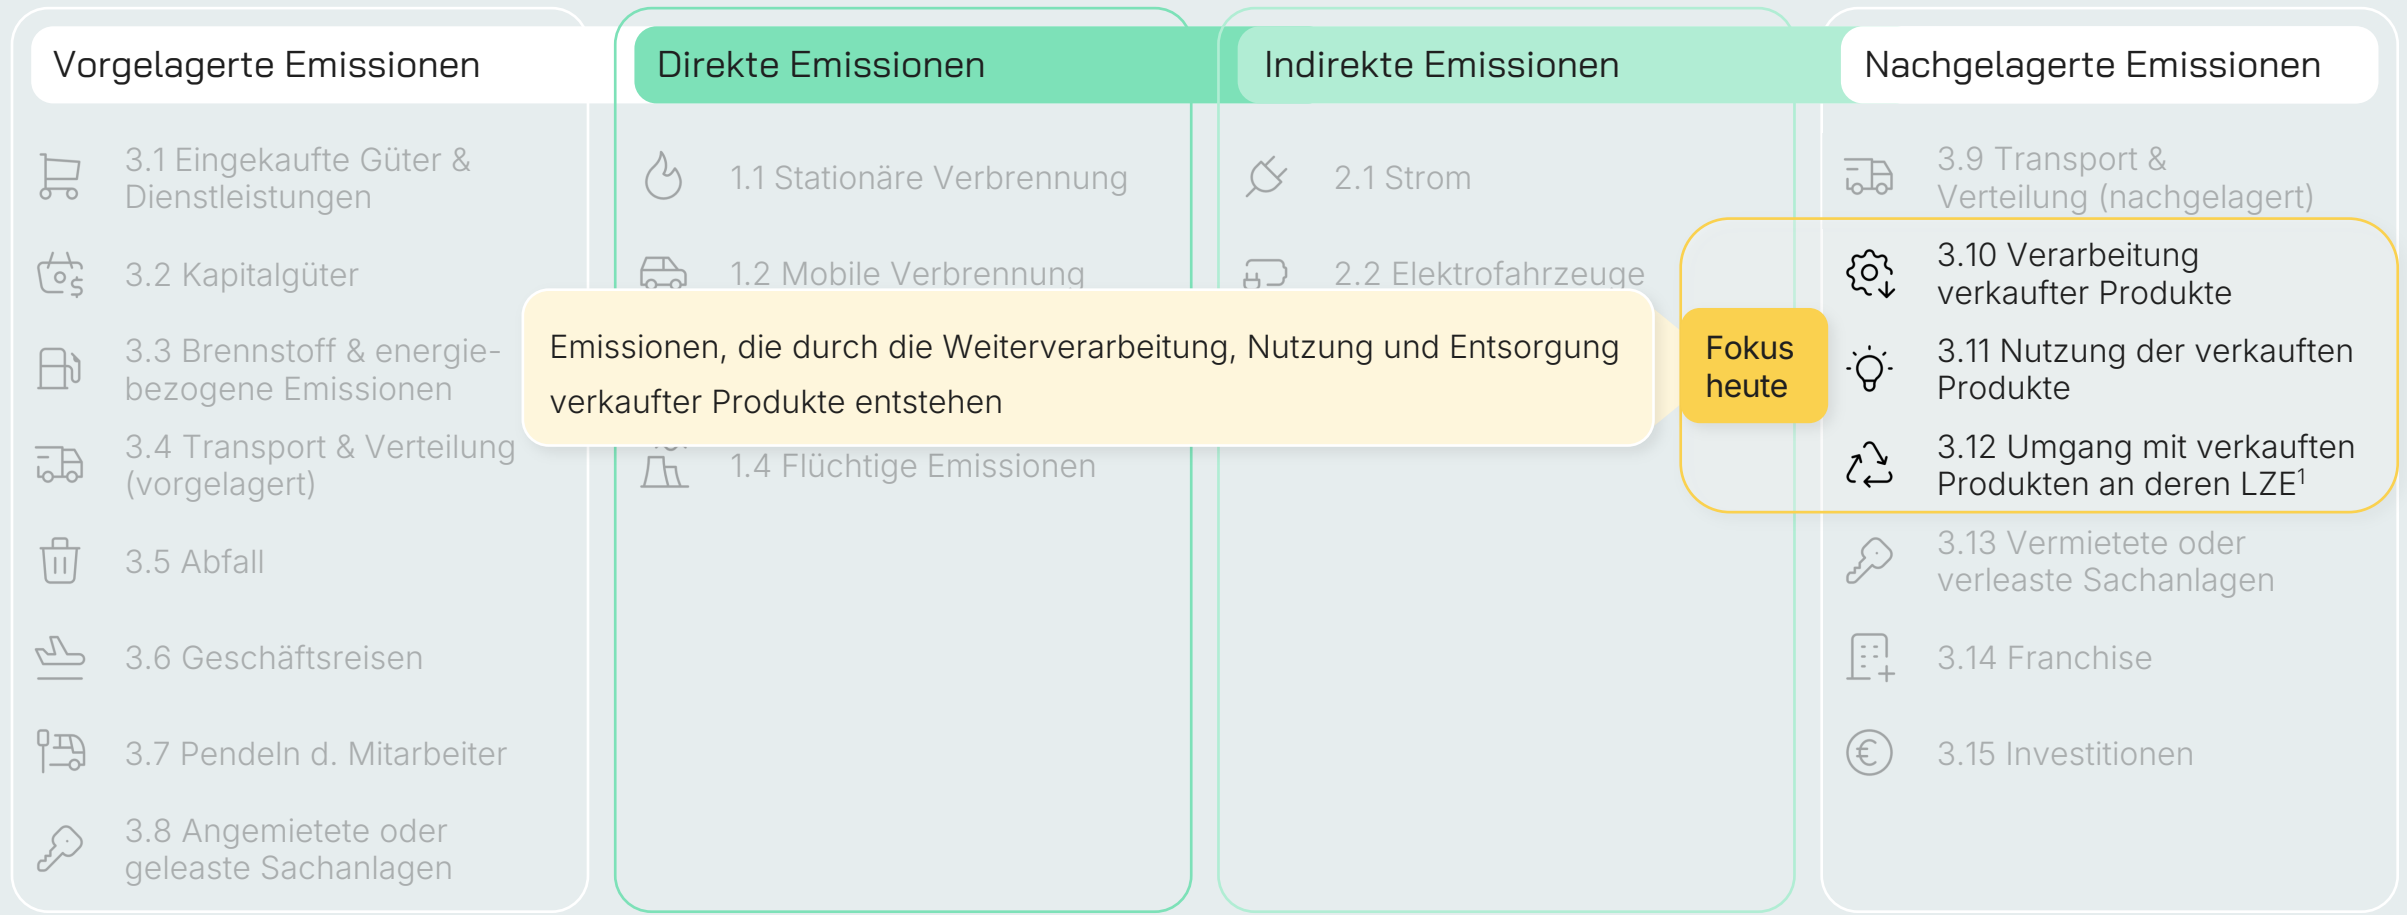 Vorgelagerte Emissionen
3.1 Eingekaufte Güter &
Dienstleistungen
3.2 Kapitalgüter
3.3 Brennstoff & energie-
bezogene Emissionen
3.4 Transport & Verteilung
(vorgelagert)
3.5 Abfall
3.6 Geschäftsreisen
3.7 Pendeln d. Mitarbeiter
3.8 Angemietete oder
geleaste Sachanlagen
Direkte Emissionen
1.1 Stationäre Verbrennung
1.2 Mobile Verbrennung
1.4 Flüchtige Emissionen
Indirekte Emissionen
2.1 Strom
2.2 Elektrofahrzeuge
Emissionen, die durch die Weiterverarbeitung, Nutzung und Entsorgung
verkaufter Produkte entstehen
Fokus
heute
Nachgelagerte Emissionen
3.9 Transport &
Verteilung (nachgelagert)
3.10 Verarbeitung
verkaufter Produkte
3.11 Nutzung der verkauften
Produkte
3.12 Umgang mit verkauften
Produkten an deren LZE¹
3.13 Vermietete oder
verleaste Sachanlagen
3.14 Franchise
3.15 Investitionen